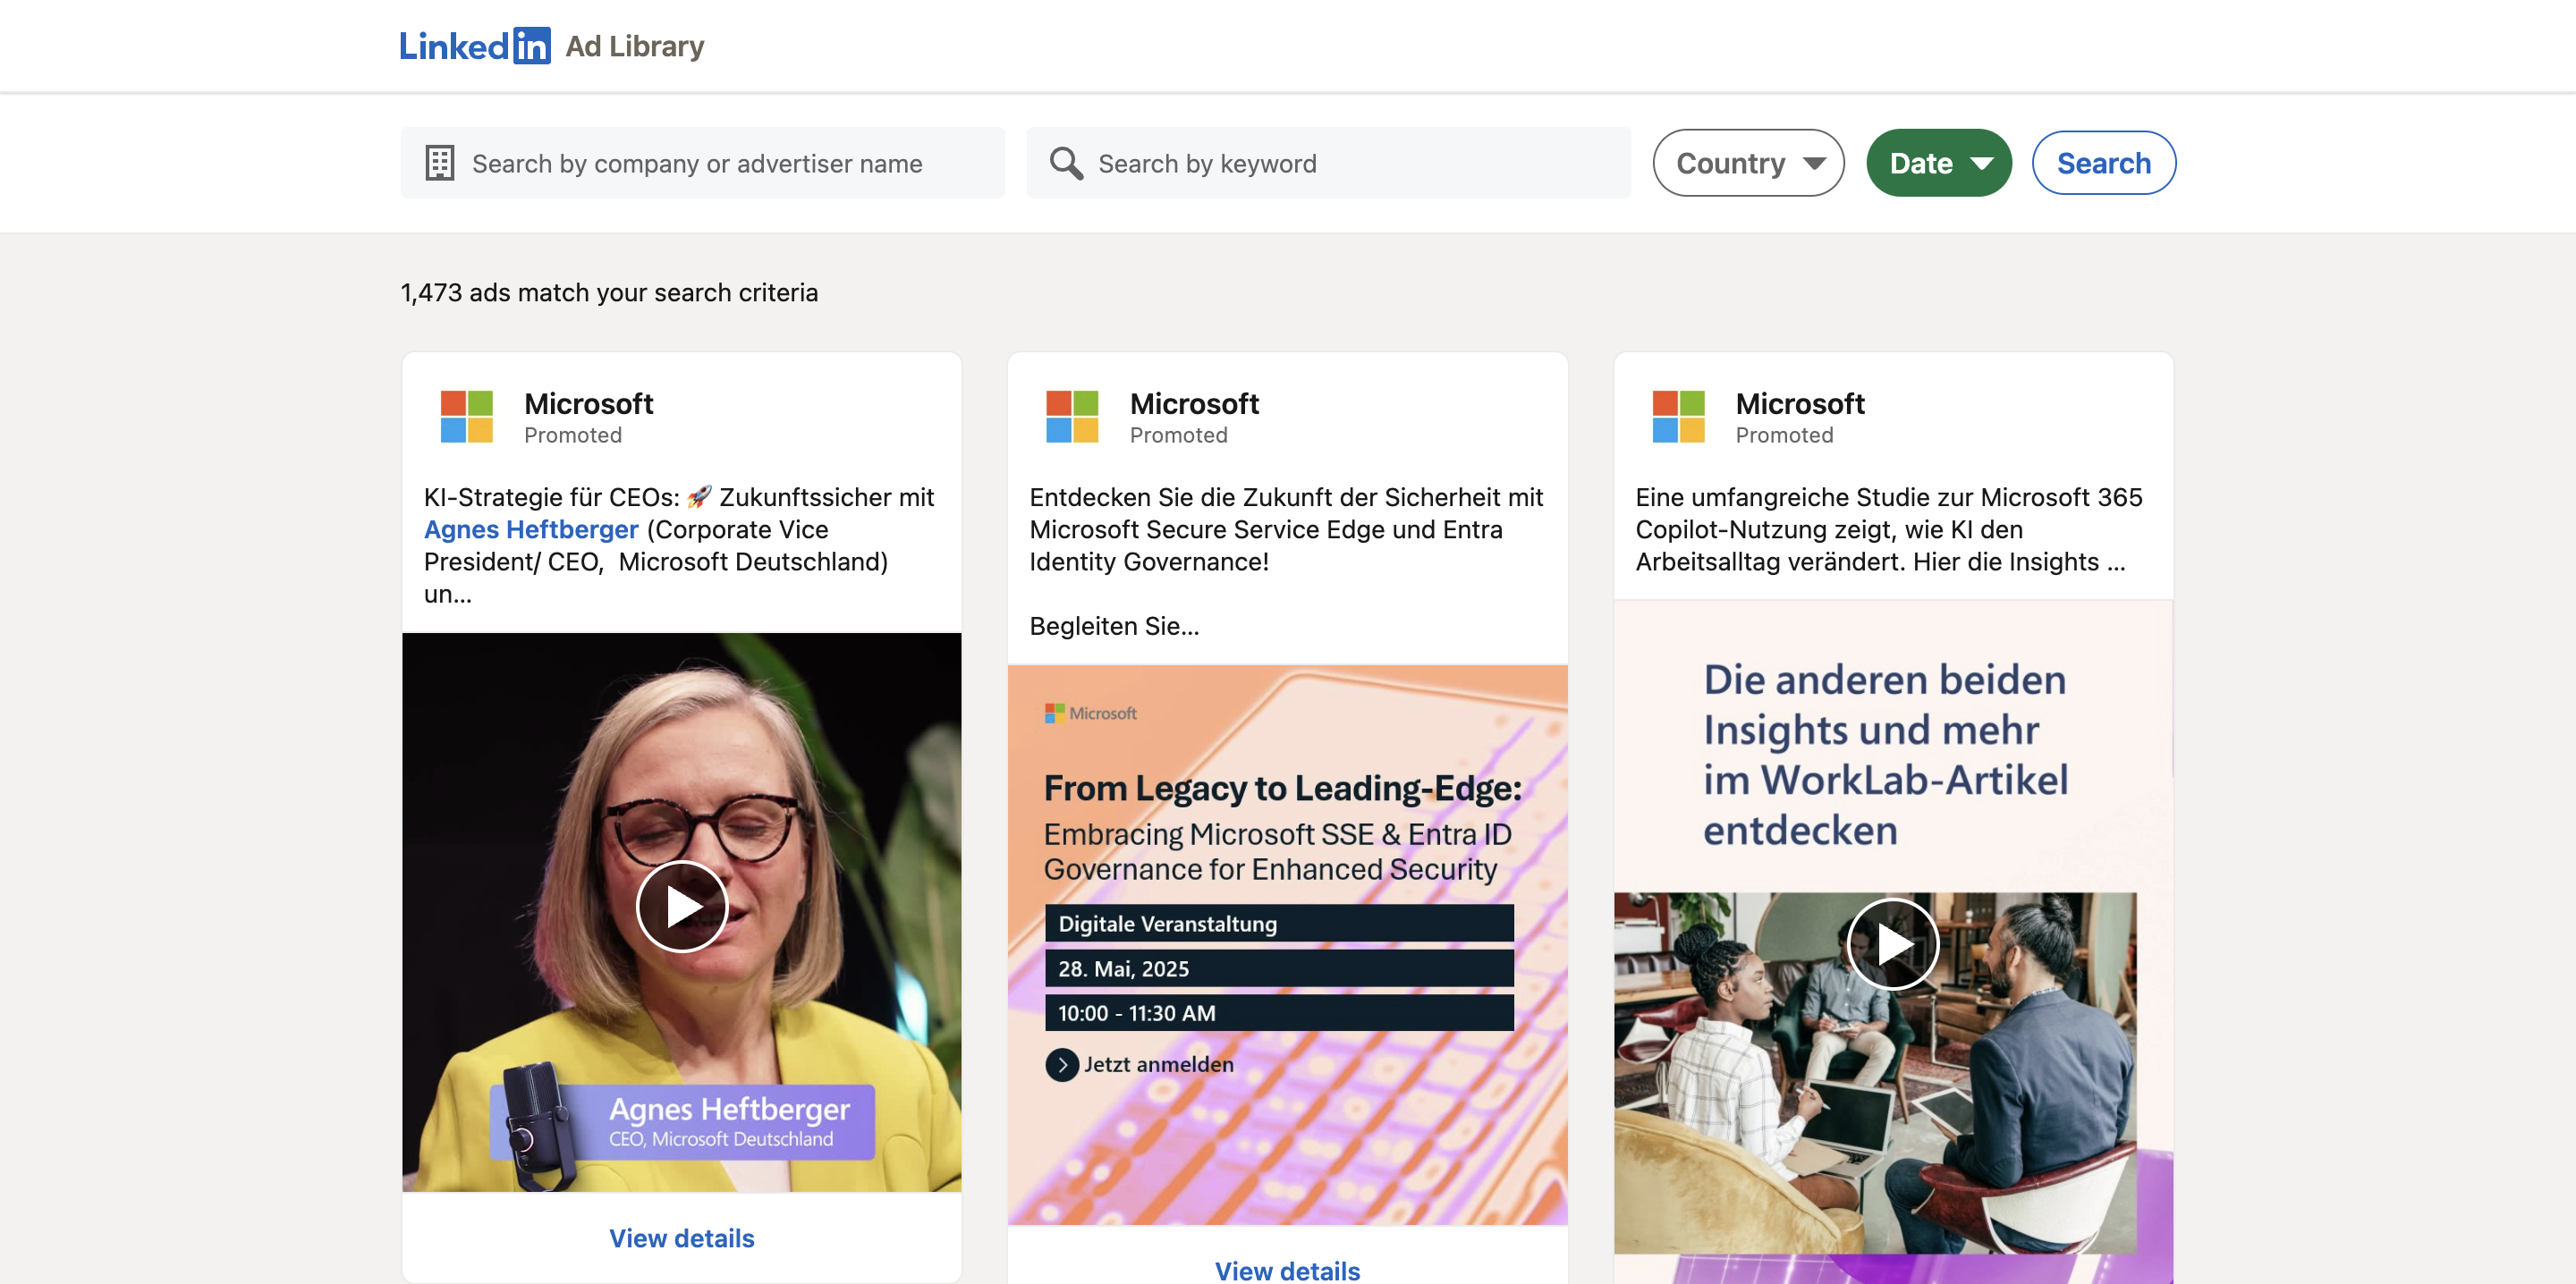 Linkedin Ad Library
Search by company or advertiser name
Search by keyword
Country
Date
Search
1,473 ads match your search criteria
Microsoft
Promoted
KI-Strategie für CEOs: 🚀 Zukunftssicher mit
Agnes Heftberger (Corporate Vice
President/ CEO,  Microsoft Deutschland)
un...
Agnes Heftberger
CEO, Microsoft Deutschland
View details
Microsoft
Promoted
Entdecken Sie die Zukunft der Sicherheit mit
Microsoft Secure Service Edge und Entra
Identity Governance!
Begleiten Sie...
Microsoft
From Legacy to Leading-Edge:
Embracing Microsoft SSE & Entra ID
Governance for Enhanced Security
Digitale Veranstaltung
28. Mai, 2025
10:00 - 11:30 AM
Jetzt anmelden
View details
Microsoft
Promoted
Eine umfangreiche Studie zur Microsoft 365
Copilot-Nutzung zeigt, wie KI den
Arbeitsalltag verändert. Hier die Insights ...
Die anderen beiden
Insights und mehr
im WorkLab-Artikel
entdecken